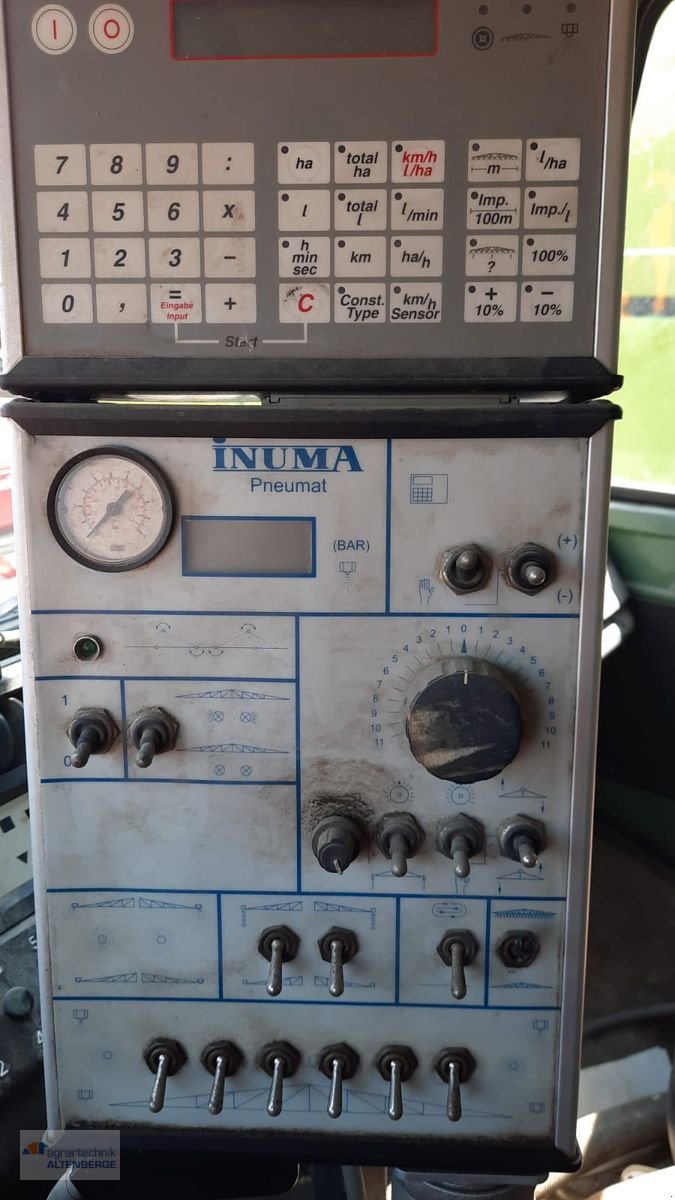 I O
7 8 9 :
4 5 6 x
1 2 3 –
0 , = +
Eingabe
Input
Start
ha total ha km/h l/ha
l total l l/min
h min sec km ha/h
C Const. Type km/h Sensor
m l/ha
Imp. 100m Imp./l
? 100%
+ 10% – 10%
iNUMA
Pneumat
(BAR)
(+)
(-)
11 10 9 8 7 6 5 4 3 2 1 0 1 2 3 4 5 6 7 8 9 10 11
1
0
agrartechnik
ALTENBERGE